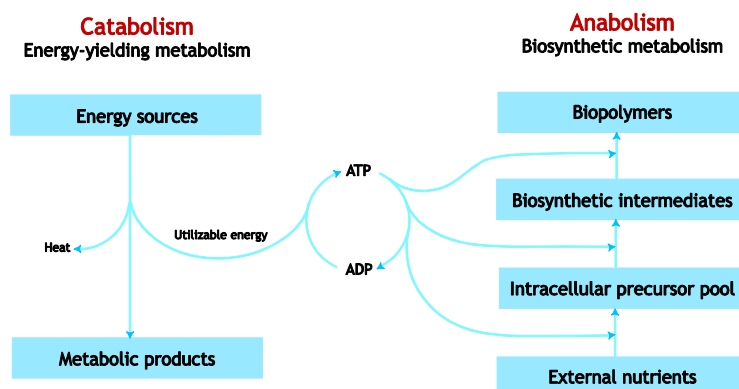 Catabolism
Energy-yielding metabolism
Anabolism
Biosynthetic metabolism
Energy sources
Biopolymers
ATP
Biosynthetic intermediates
Heat
Utilizable energy
ADP
Intracellular precursor pool
Metabolic products
External nutrients